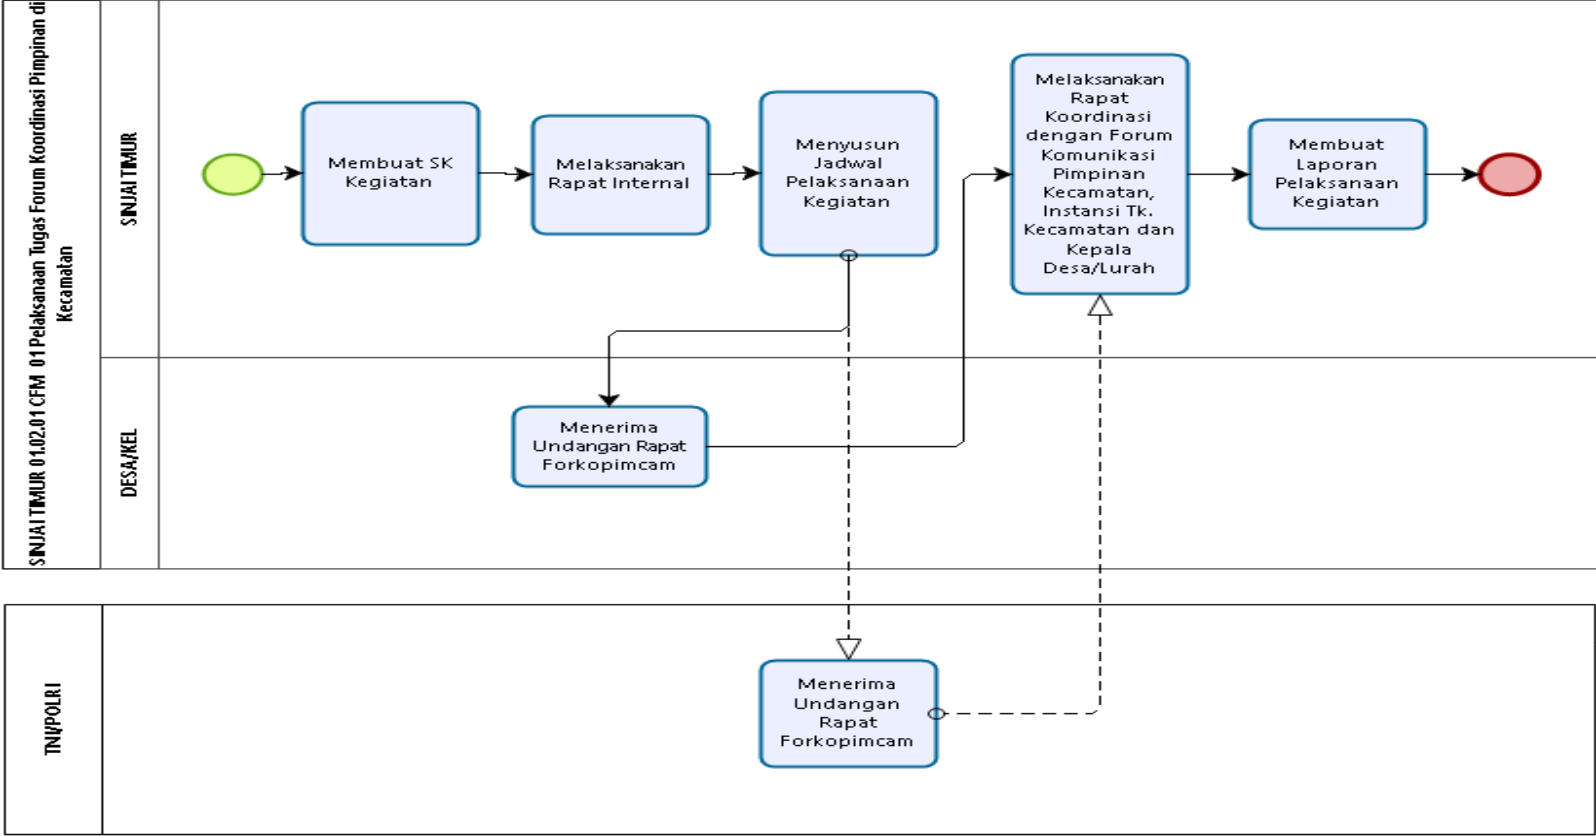 SINJAI TIMUR 01.02.01 CFM 01 Pelaksanaan Tugas Forum Koordinasi Pimpinan di
Kecamatan
SINJAI TIMUR
Membuat SK
Kegiatan
Melaksanakan
Rapat Internal
Menyusun
Jadwal
Pelaksanaan
Kegiatan
Melaksanakan
Rapat
Koordinasi
dengan Forum
Komunikasi
Pimpinan
Kecamatan,
Instansi Tk.
Kecamatan dan
Kepala
Desa/Lurah
Membuat
Laporan
Pelaksanaan
Kegiatan
DESA/KEL
Menerima
Undangan Rapat
Forkopimcam
TNI/POLRI
Menerima
Undangan
Rapat
Forkopimcam